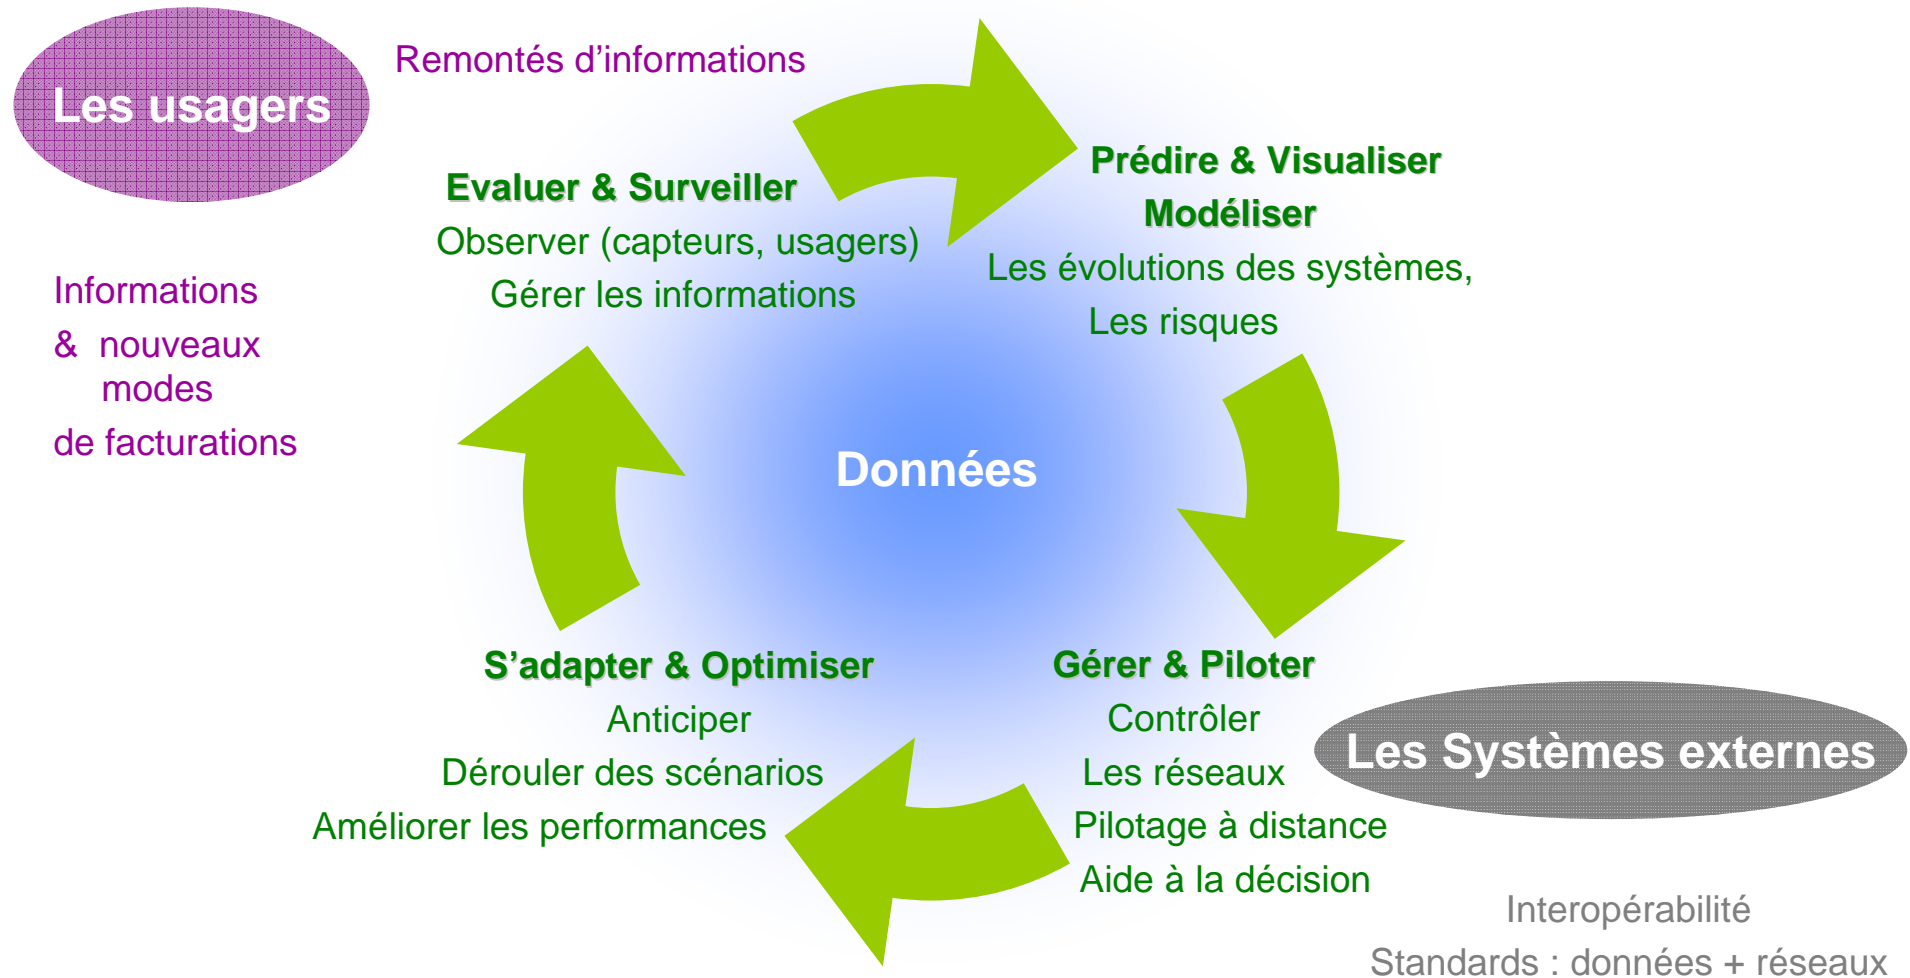 Les usagers
Remontés d’informations
Informations
& nouveaux
modes
de facturations
Evaluer & Surveiller
Observer (capteurs, usagers)
Gérer les informations
Prédire & Visualiser
Modéliser
Les évolutions des systèmes,
Les risques
Données
S’adapter & Optimiser
Anticiper
Dérouler des scénarios
Améliorer les performances
Gérer & Piloter
Contrôler
Les réseaux
Pilotage à distance
Aide à la décision
Les Systèmes externes
Interopérabilité
Standards : données + réseaux